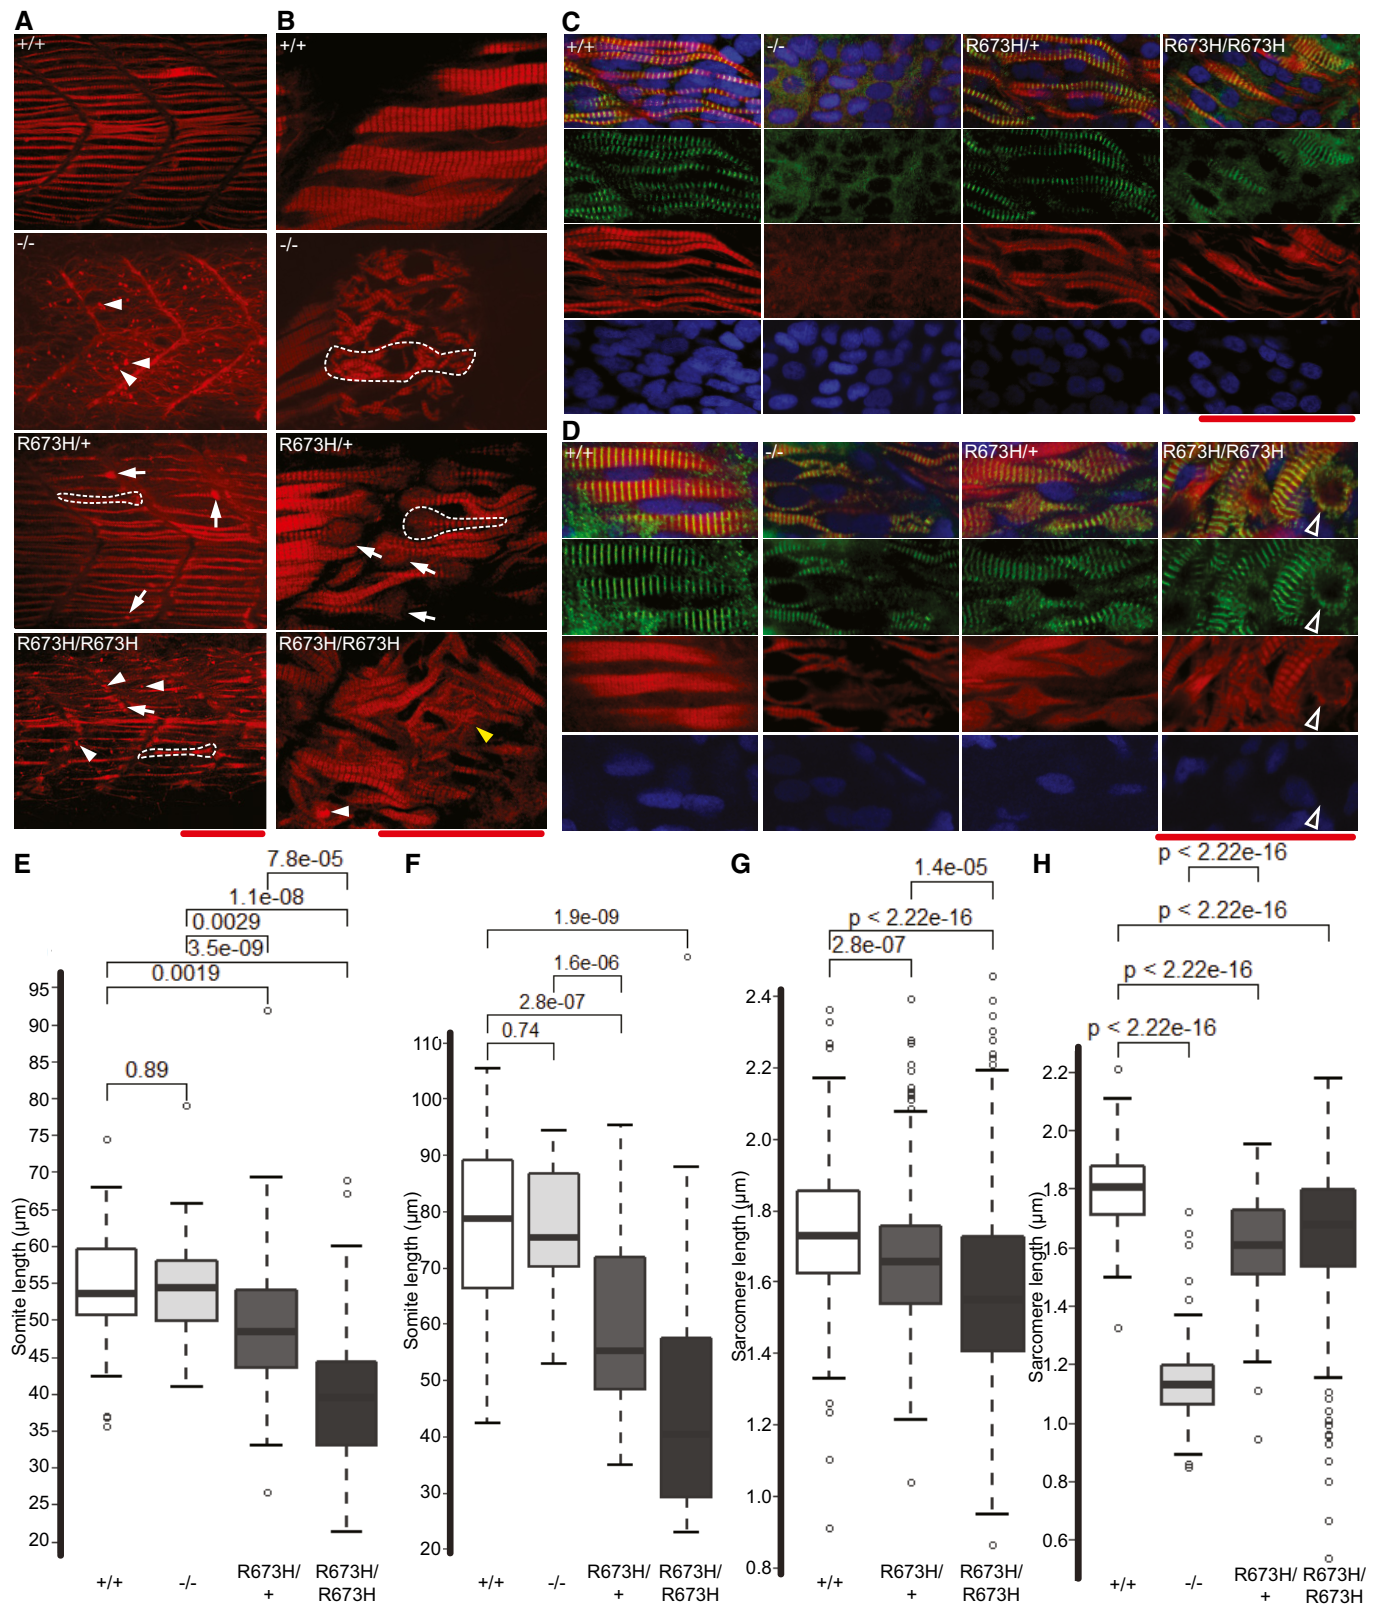 A
B
C
D
+/+
-/-
R673H/+
R673H/R673H
+/+
-/-
R673H/+
R673H/R673H
+/+
-/-
R673H/+
R673H/R673H
+/+
-/-
R673H/+
R673H/R673H
E
7.8e-05
1.1e-08
0.0029
3.5e-09
0.0019
0.89
Somite length (µm)
95
90
85
80
75
70
65
60
55
50
45
40
35
30
25
20
+/+
-/-
R673H/
+
R673H/
R673H
F
1.9e-09
1.6e-06
2.8e-07
0.74
Somite length (µm)
110
100
90
80
70
60
50
40
30
20
+/+
-/-
R673H/
+
R673H/
R673H
G
1.4e-05
p < 2.22e-16
2.8e-07
Sarcomere length (µm)
2.4
2.2
2.0
1.8
1.6
1.4
1.2
1.0
0.8
+/+
R673H/
+
R673H/
R673H
H
p < 2.22e-16
p < 2.22e-16
p < 2.22e-16
p < 2.22e-16
Sarcomere length (µm)
2.2
2.0
1.8
1.6
1.4
1.2
1.0
0.8
0.6
+/+
-/-
R673H/
+
R673H/
R673H